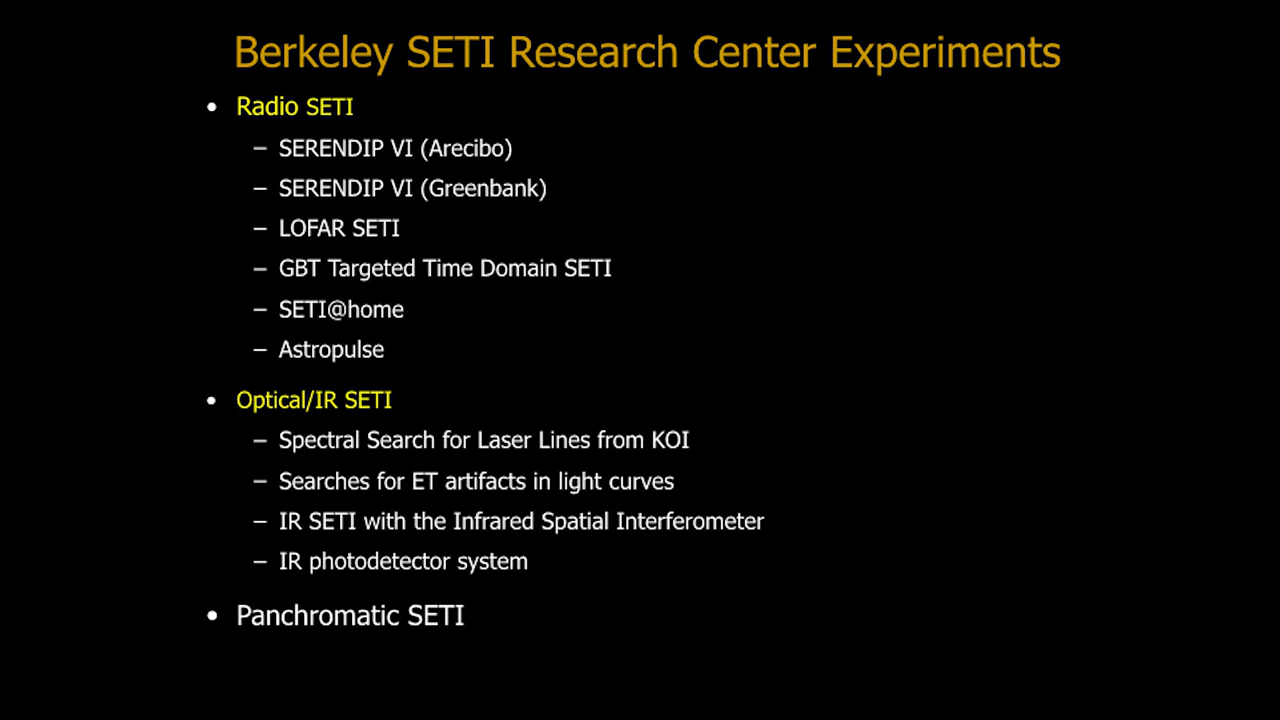 Berkeley SETI Research Center Experiments
• Radio SETI
– SERENDIP VI (Arecibo)
– SERENDIP VI (Greenbank)
– LOFAR SETI
– GBT Targeted Time Domain SETI
– SETI@home
– Astropulse
• Optical/IR SETI
– Spectral Search for Laser Lines from KOI
– Searches for ET artifacts in light curves
– IR SETI with the Infrared Spatial Interferometer
– IR photodetector system
• Panchromatic SETI